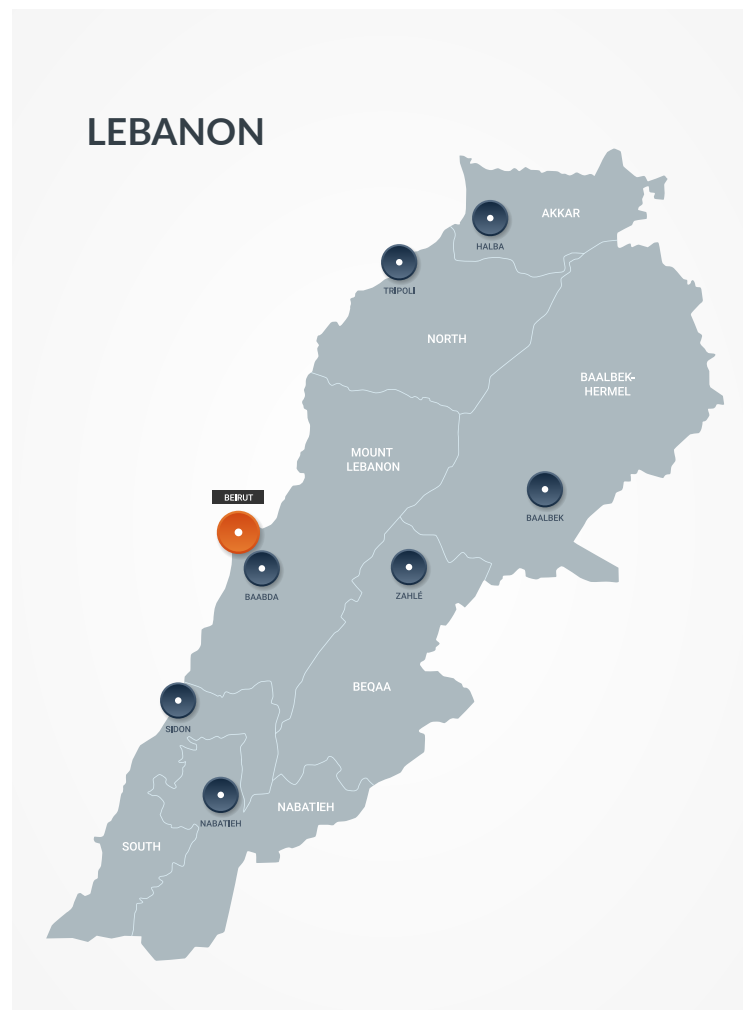 LEBANON
AKKAR
HALBA
TRIPOLI
NORTH
BAALBEK-
HERMEL
MOUNT
LEBANON
BEIRUT
BAALBEK
BAABDA
ZAHLÉ
BEQAA
SIDON
NABATIEH
NABATIEH
SOUTH